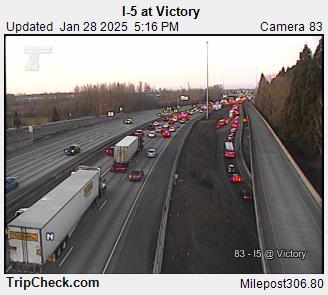 I-5 at Victory
Updated Jan 28 2025 5:16 PM Camera 83
83 - I5 @ Victory
TripCheck.com Milepost306.80